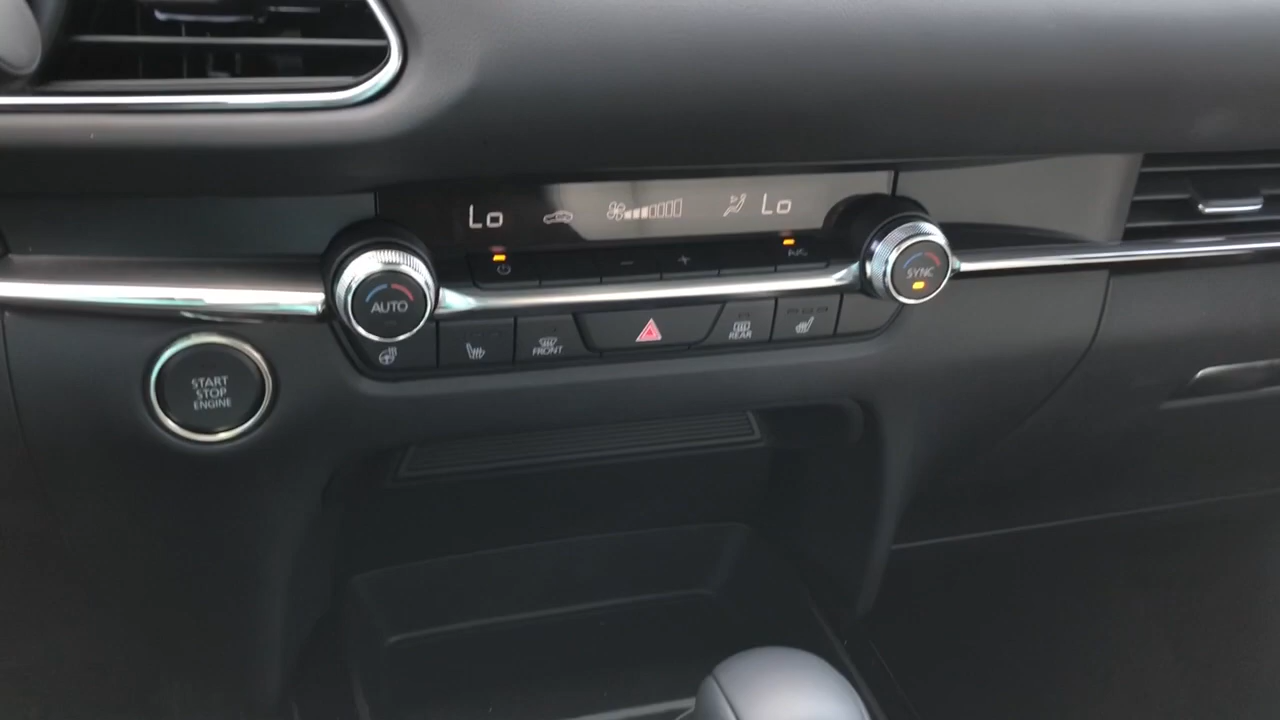 Lo
Lo
A/C
AUTO
SYNC
FRONT
REAR
START
STOP
ENGINE